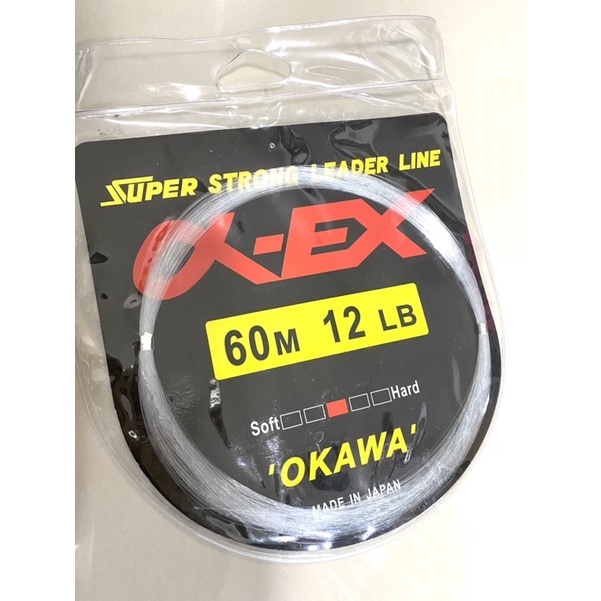 SUPER STRONG LEADER LINE
α-EX
60M 12 LB
Soft Hard
'OKAWA'
MADE IN JAPAN